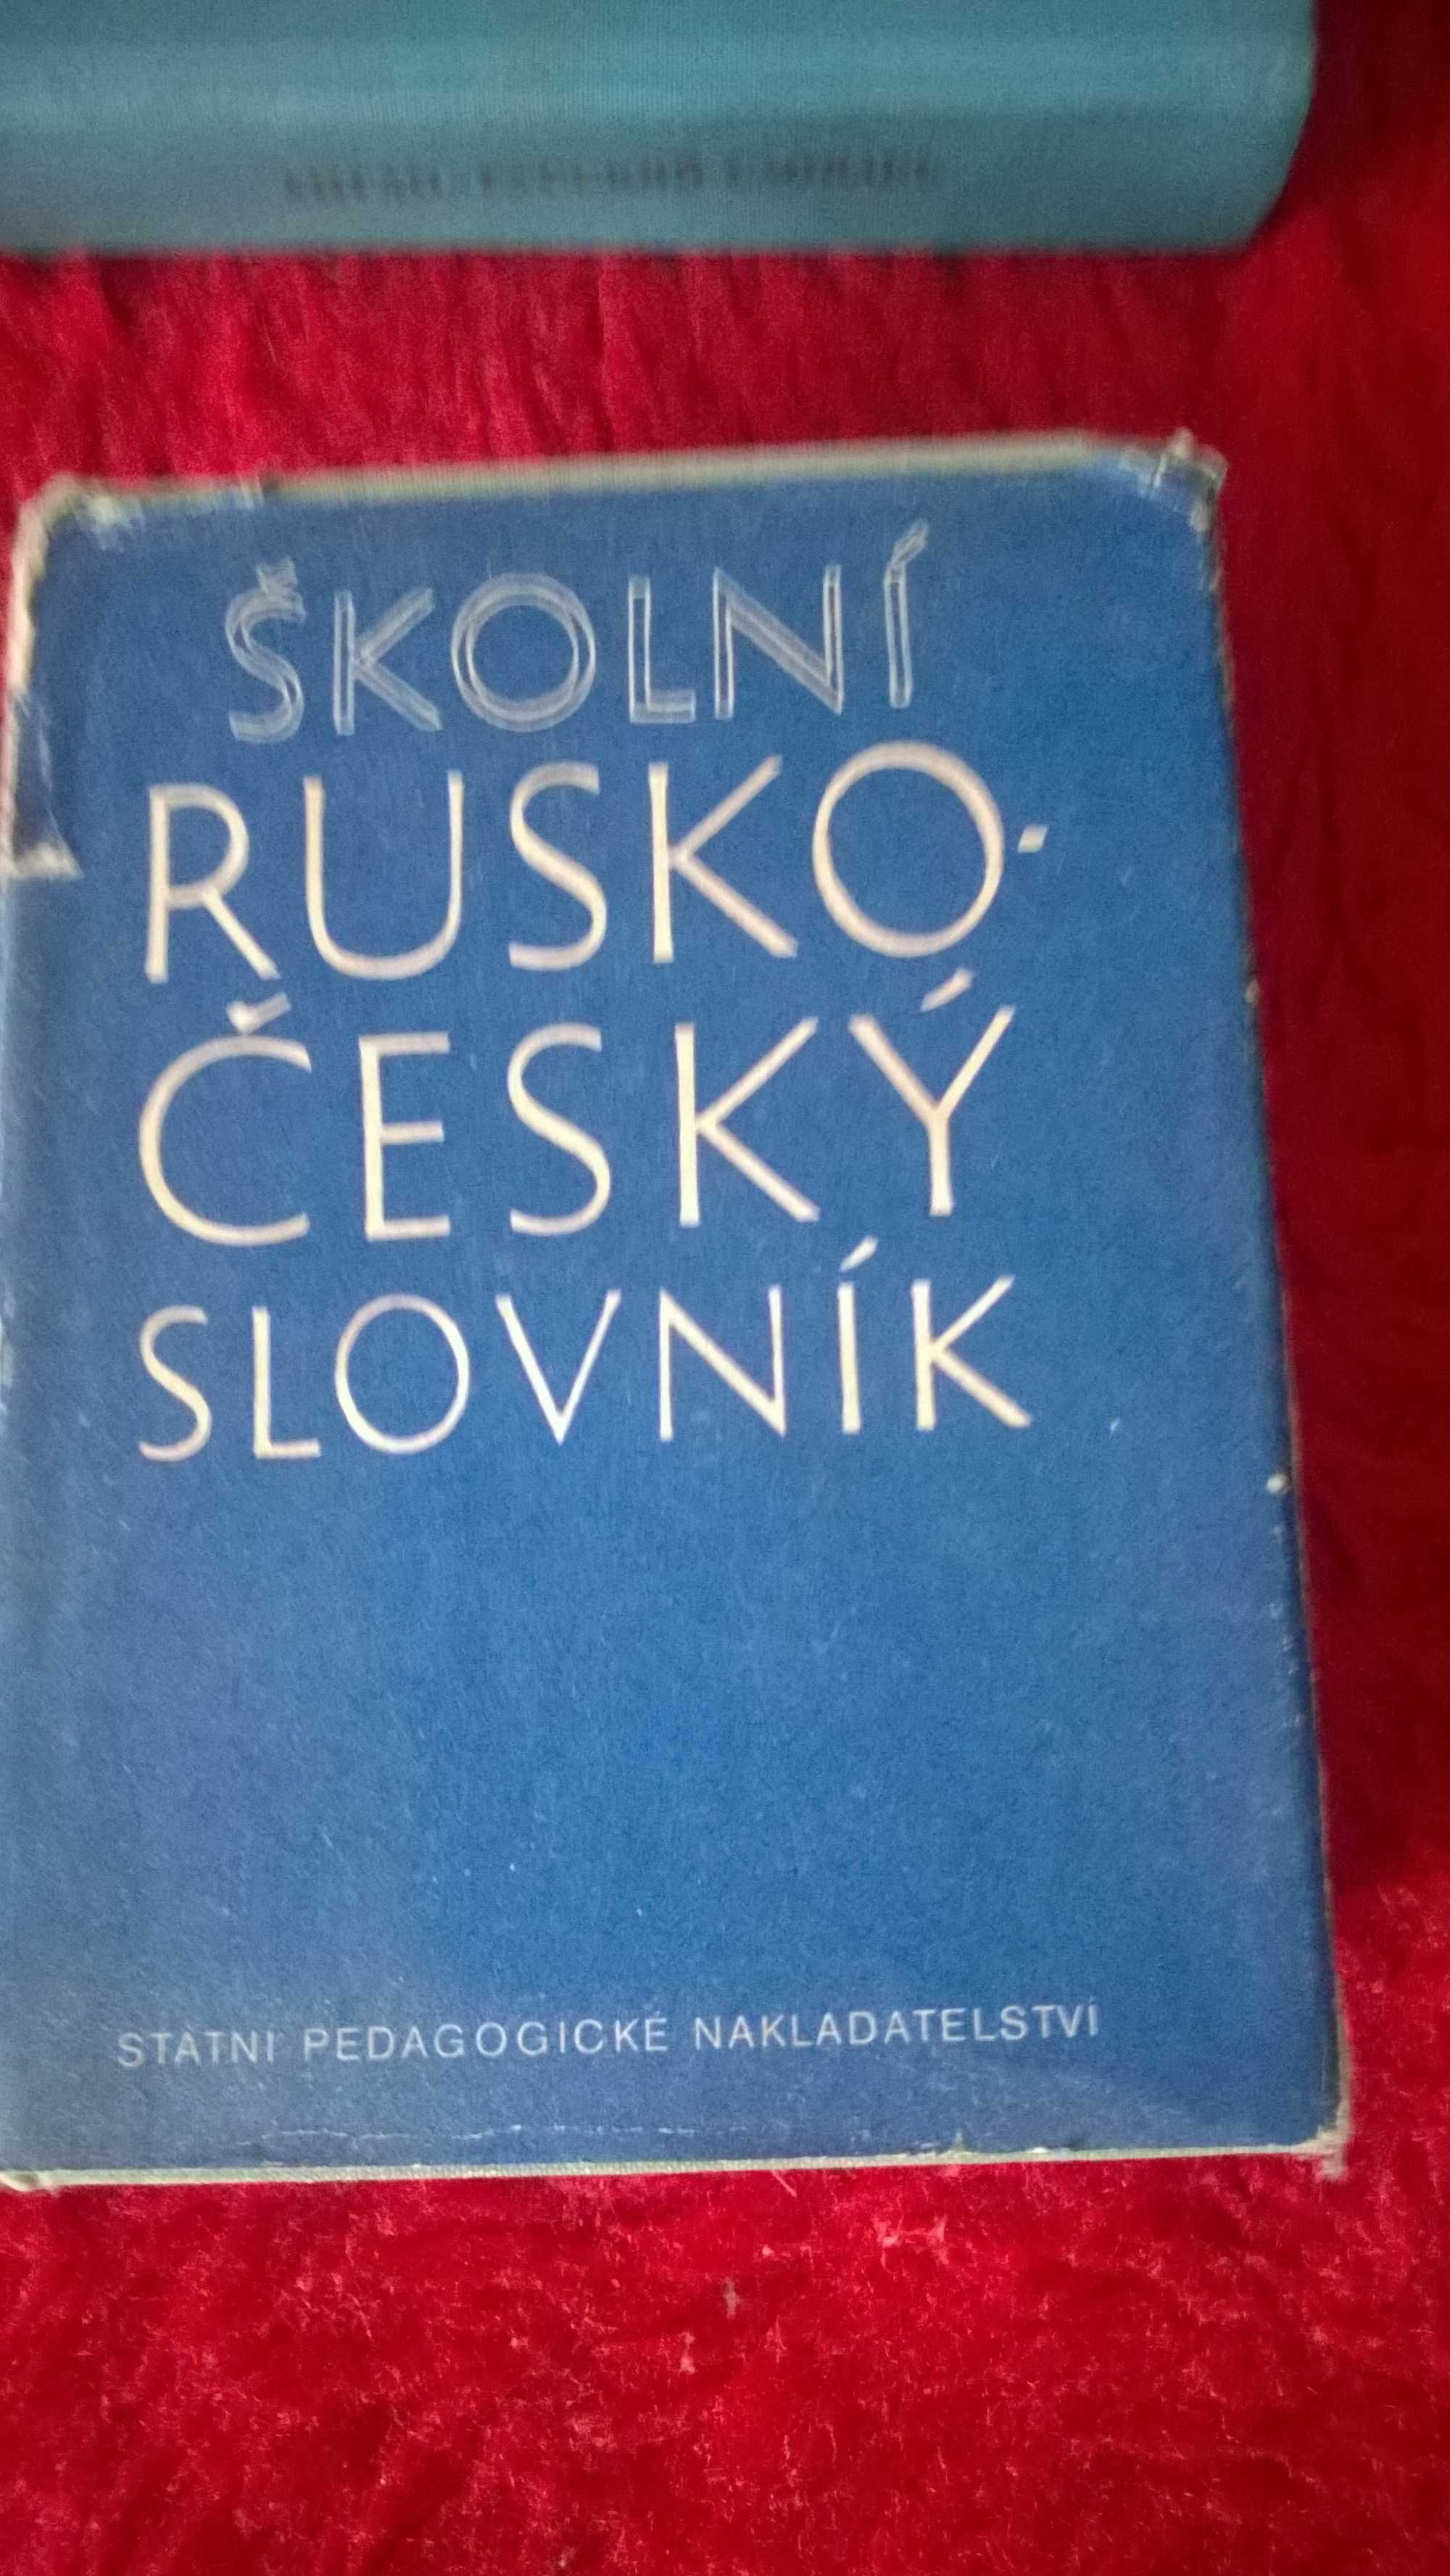 ŠKOLNÍ
RUSKO-
ČESKÝ
SLOVNÍK
STÁTNÍ PEDAGOGICKÉ NAKLADATELSTVÍ